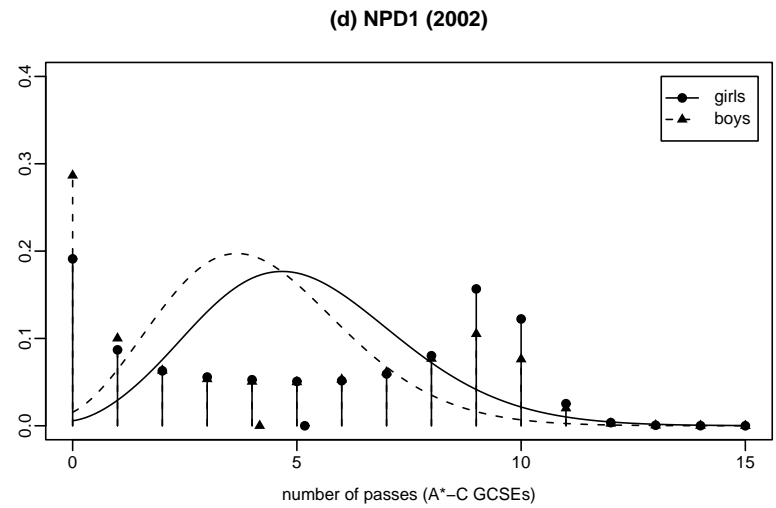 (d) NPD1 (2002)
girls
boys
0.4
0.3
0.2
0.1
0.0
0 5 10 15
number of passes (A*−C GCSEs)